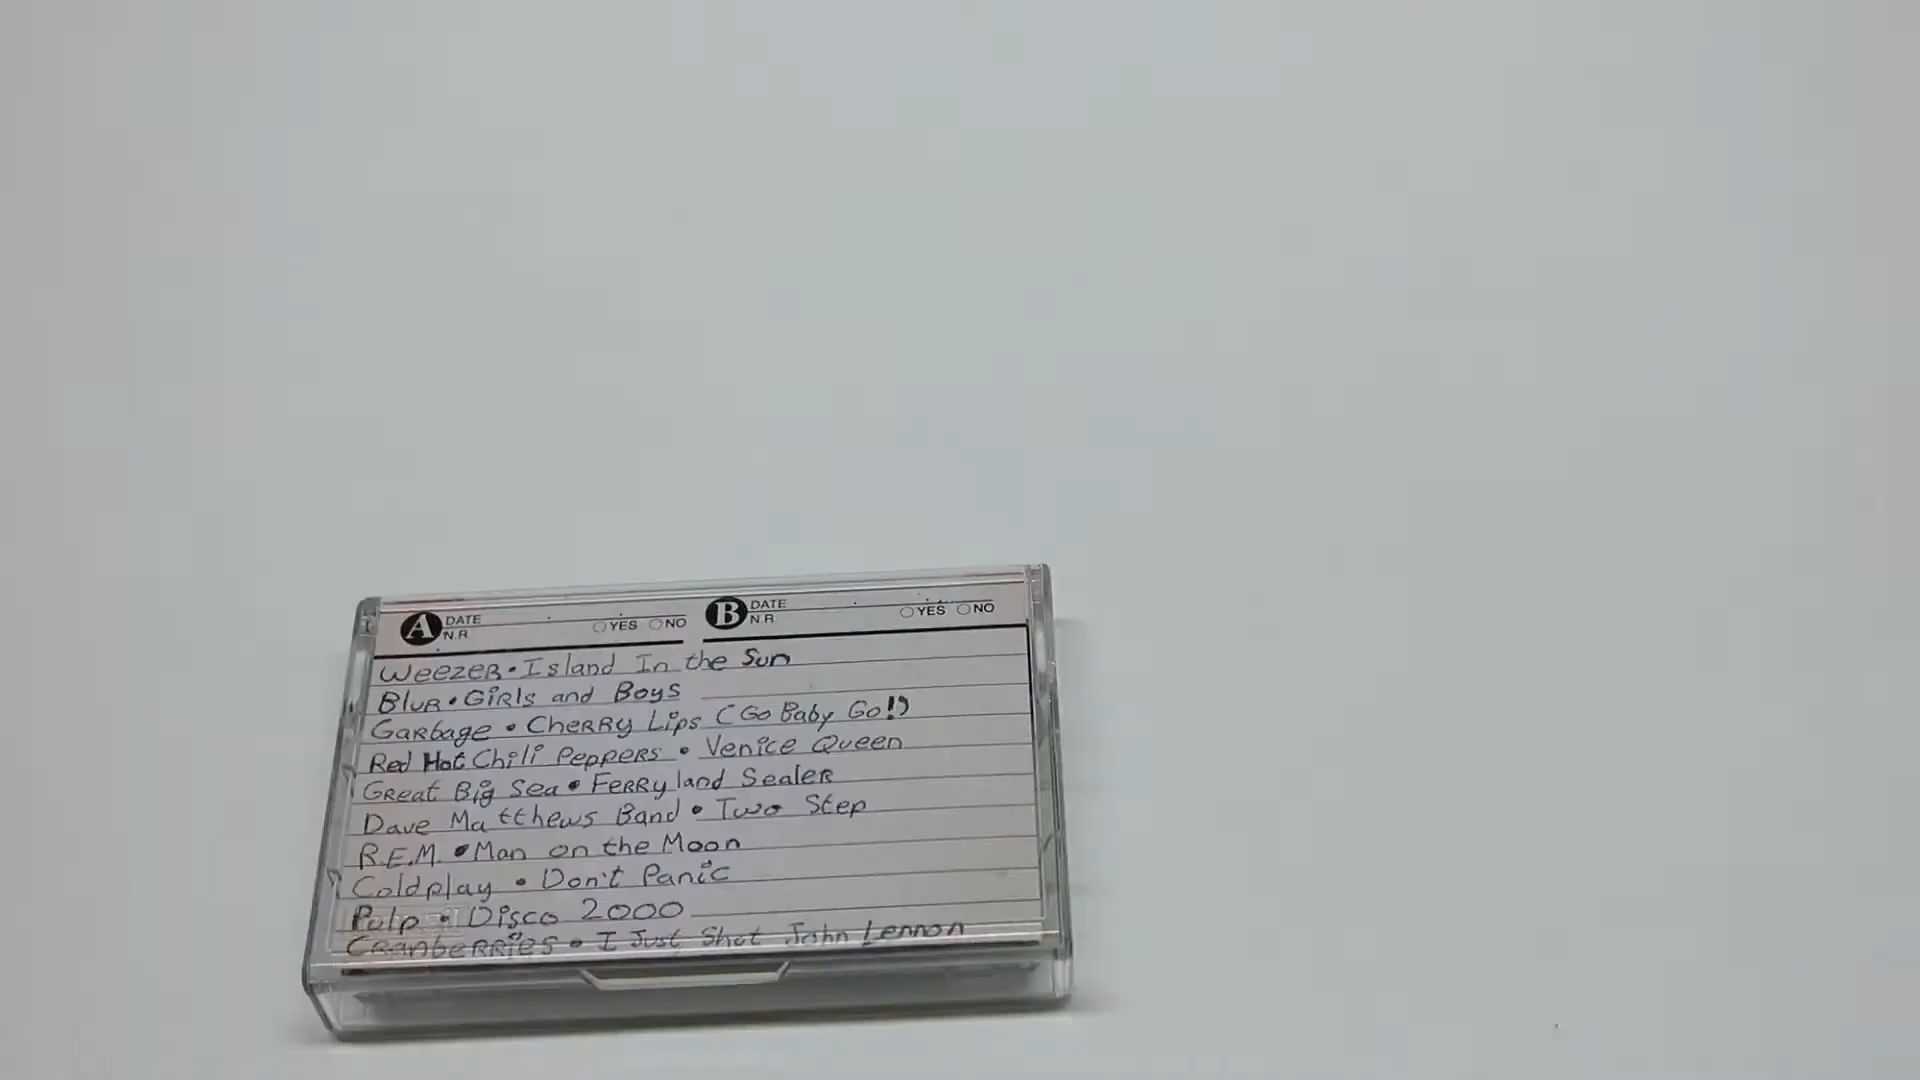 A DATE N.R. YES NO B DATE N.R. YES NO
Weezer • Island In the Sun
Blur • Girls and Boys
Garbage • Cherry Lips (Go Baby Go!)
Red Hot Chili Peppers • Venice Queen
Great Big Sea • Ferryland Sealer
Dave Matthews Band • Two Step
R.E.M. • Man on the Moon
Coldplay • Don't Panic
Pulp • Disco 2000
Cranberries • I Just Shot John Lennon